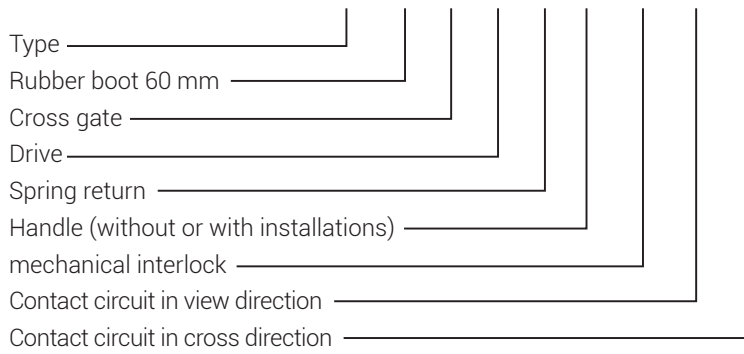 Type
Rubber boot 60 mm
Cross gate
Drive
Spring return
Handle (without or with installations)
mechanical interlock
Contact circuit in view direction
Contact circuit in cross direction